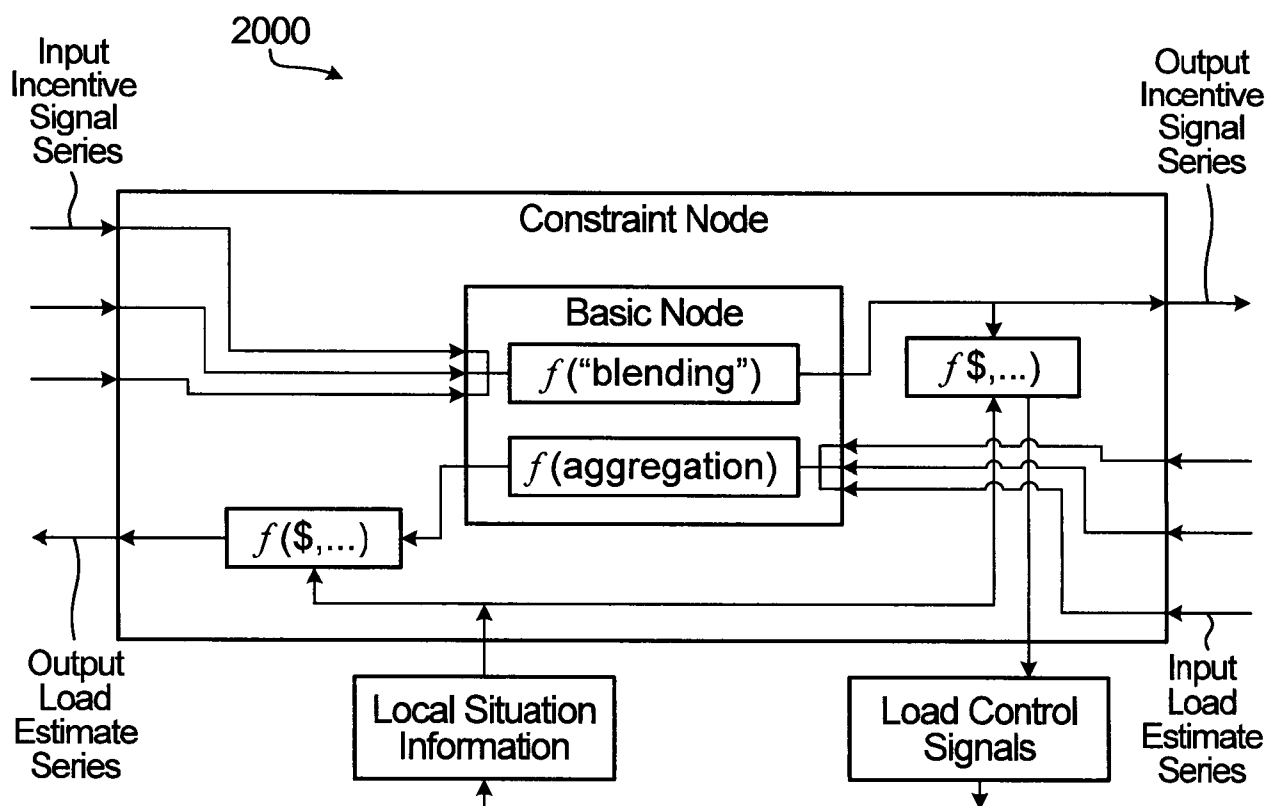 2000
Input
Incentive
Signal
Series
Output
Incentive
Signal
Series
Constraint Node
Basic Node
f("blending")
f$,...)
f(aggregation)
f($,...)
Output
Load
Estimate
Series
Local Situation
Information
Load Control
Signals
Input
Load
Estimate
Series